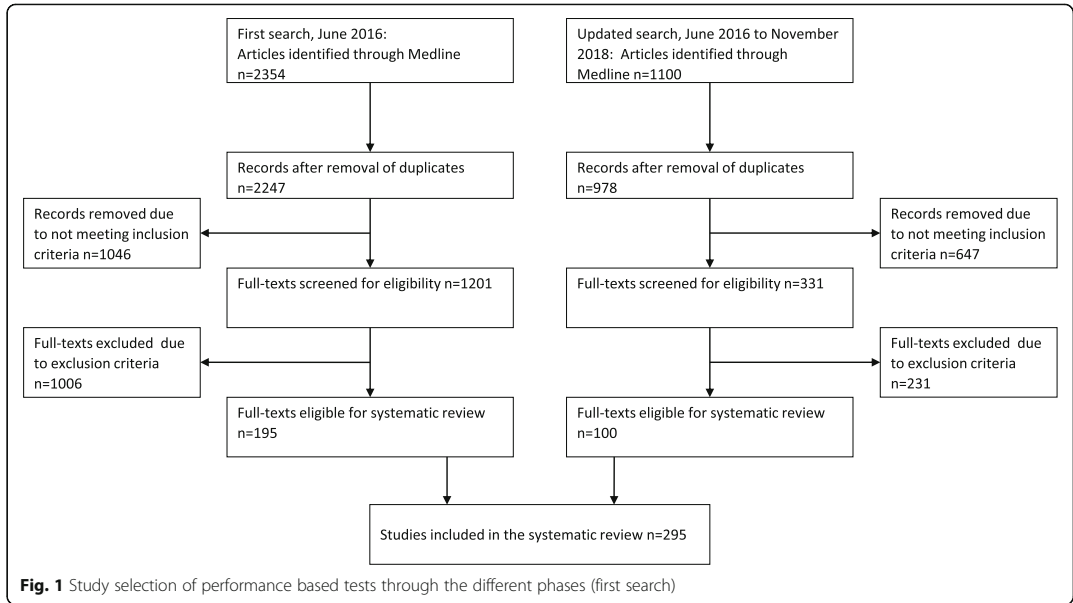 First search, June 2016:
Articles identified through Medline
n=2354
Updated search, June 2016 to November
2018:  Articles identified through
Medline n=1100
Records after removal of duplicates
n=2247
Records after removal of duplicates
n=978
Records removed due
to not meeting inclusion
criteria n=1046
Records removed due
to not meeting inclusion
criteria n=647
Full-texts screened for eligibility n=1201
Full-texts screened for eligibility n=331
Full-texts excluded  due
to exclusion criteria
n=1006
Full-texts excluded  due
to exclusion criteria
n=231
Full-texts eligible for systematic review
n=195
Full-texts eligible for systematic review
n=100
Studies included in the systematic review n=295
Fig. 1 Study selection of performance based tests through the different phases (first search)